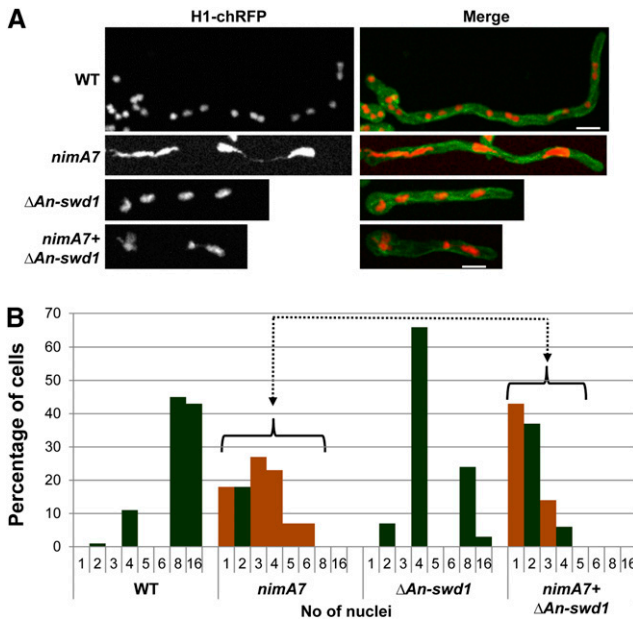 A
H1-chRFP Merge
WT
nimA7
ΔAn-swd1
nimA7+
ΔAn-swd1
B
Percentage of cells
70
60
50
40
30
20
10
0
1 2 3 4 5 6 8 16 1 2 3 4 5 6 8 16 1 2 3 4 5 6 8 16 1 2 3 4 5 6 8 16
WT nimA7 ΔAn-swd1 nimA7+
ΔAn-swd1
No of nuclei